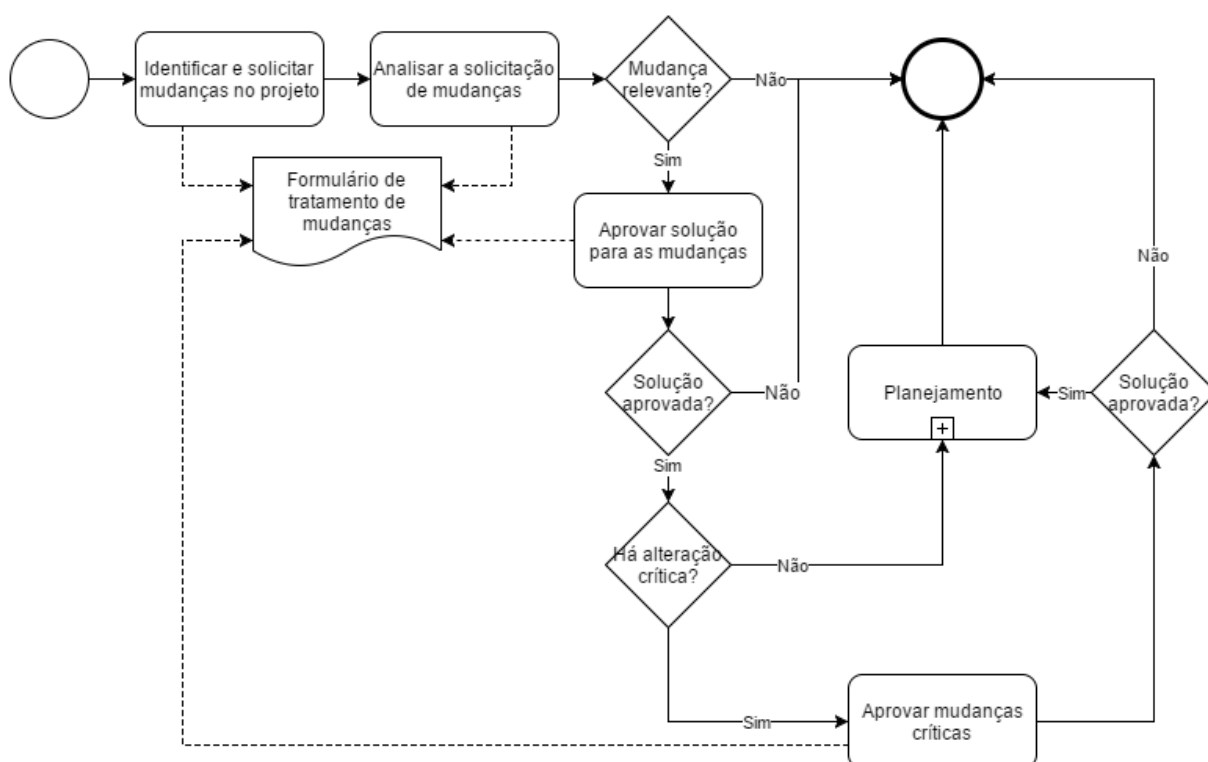 Identificar e solicitar
mudanças no projeto
Analisar a solicitação
de mudanças
Mudança
relevante?
Não
Sim
Formulário de
tratamento de
mudanças
Aprovar solução
para as mudanças
Não
Solução
aprovada?
Não
Planejamento
+
Sim
Solução
aprovada?
Sim
Há alteração
crítica?
Não
Sim
Aprovar mudanças
críticas